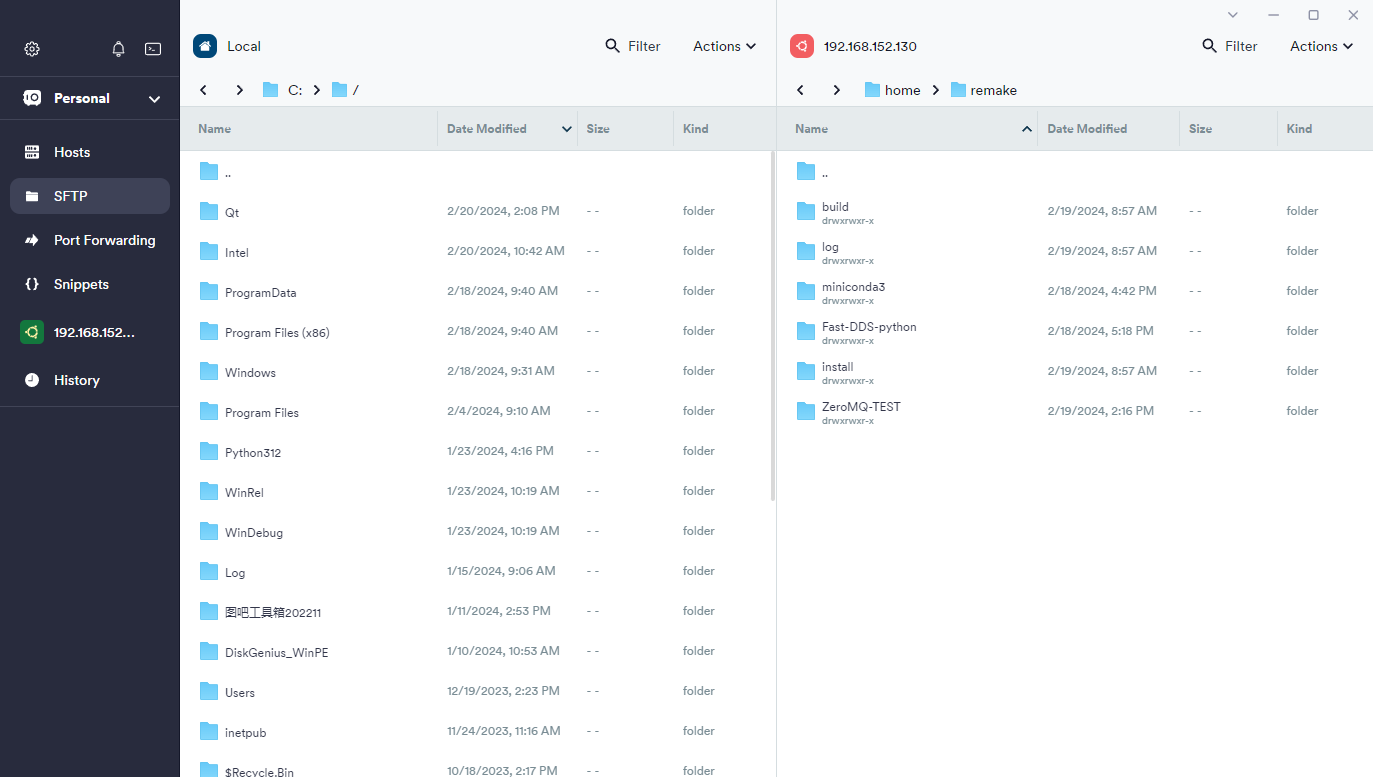 Local
Filter
Actions
192.168.152.130
Filter
Actions
C:
/
home
remake
Personal
Hosts
SFTP
Port Forwarding
Snippets
192.168.152...
History
Name Date Modified Size Kind
..
Qt 2/20/2024, 2:08 PM - - folder
Intel 2/20/2024, 10:42 AM - - folder
ProgramData 2/18/2024, 9:40 AM - - folder
Program Files (x86) 2/18/2024, 9:40 AM - - folder
Windows 2/18/2024, 9:31 AM - - folder
Program Files 2/4/2024, 9:10 AM - - folder
Python312 1/23/2024, 4:16 PM - - folder
WinRel 1/23/2024, 10:19 AM - - folder
WinDebug 1/23/2024, 10:19 AM - - folder
Log 1/15/2024, 9:06 AM - - folder
图吧工具箱202211 1/11/2024, 2:53 PM - - folder
DiskGenius_WinPE 1/10/2024, 10:53 AM - - folder
Users 12/19/2023, 2:23 PM - - folder
inetpub 11/24/2023, 11:16 AM - - folder
$Recycle.Bin 10/18/2023, 2:17 PM - - folder
Name Date Modified Size Kind
..
build 2/19/2024, 8:57 AM - - folder
drwxrwxr-x
log 2/19/2024, 8:57 AM - - folder
drwxrwxr-x
miniconda3 2/18/2024, 4:42 PM - - folder
drwxrwxr-x
Fast-DDS-python 2/18/2024, 5:18 PM - - folder
drwxrwxr-x
install 2/19/2024, 8:57 AM - - folder
drwxrwxr-x
ZeroMQ-TEST 2/19/2024, 2:16 PM - - folder
drwxrwxr-x